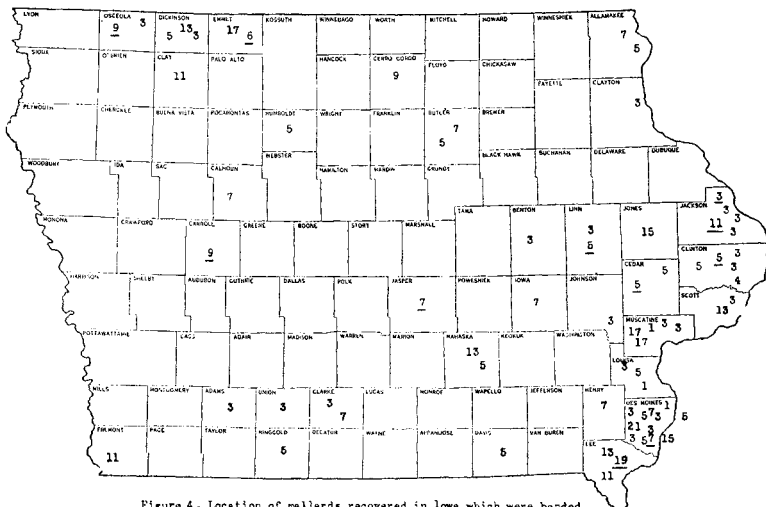 LYON OSCEOLA DICKINSON EMMET KOSSUTH WINNEBAGO WORTH MITCHELL HOWARD WINNESHIEK ALLAMAKEE
9 3 5 13 3 17 6 7 5
SIOUX O'BRIEN CLAY PALO ALTO HANCOCK CERRO GORDO FLOYD CHICKASAW
11 9
FAYETTE CLAYTON
3
PLYMOUTH CHEROKEE BUENA VISTA POCAHONTAS HUMBOLDT WRIGHT FRANKLIN BUTLER BREMER
5 5 7
WEBSTER
WOODBURY IDA SAC CALHOUN HAMILTON HARDIN GRUNDY BLACK HAWK BUCHANAN DELAWARE DUBUQUE
7
MONONA CRAWFORD CARROLL GREENE BOONE STORY MARSHALL TAMA BENTON LINN JONES JACKSON
9 3 3 5 15 3 3 3 11 3
CLINTON
5 5 3 3 4
HARRISON SHELBY AUDUBON GUTHRIE DALLAS POLK JASPER POWESHIEK IOWA JOHNSON CEDAR
7 7 3 5 5
SCOTT
3 13
MUSCATINE
17 1 3 3
17
POTTAWATTAMIE CASS ADAIR MADISON WARREN MARION MAHASKA KEOKUK WASHINGTON LOUISA
13 5 3 5 1
MILLS MONTGOMERY ADAMS UNION CLARKE LUCAS MONROE WAPELLO JEFFERSON HENRY DES MOINES
3 3 3 7 7 3 5 7 3 1 5
21 3
3 5 7 15
FREMONT PAGE TAYLOR RINGGOLD DECATUR WAYNE APPANOOSE DAVIS VAN BUREN LEE
11 5 5 13 19
11
Figure 4. Location of mallards recovered in Iowa which were banded